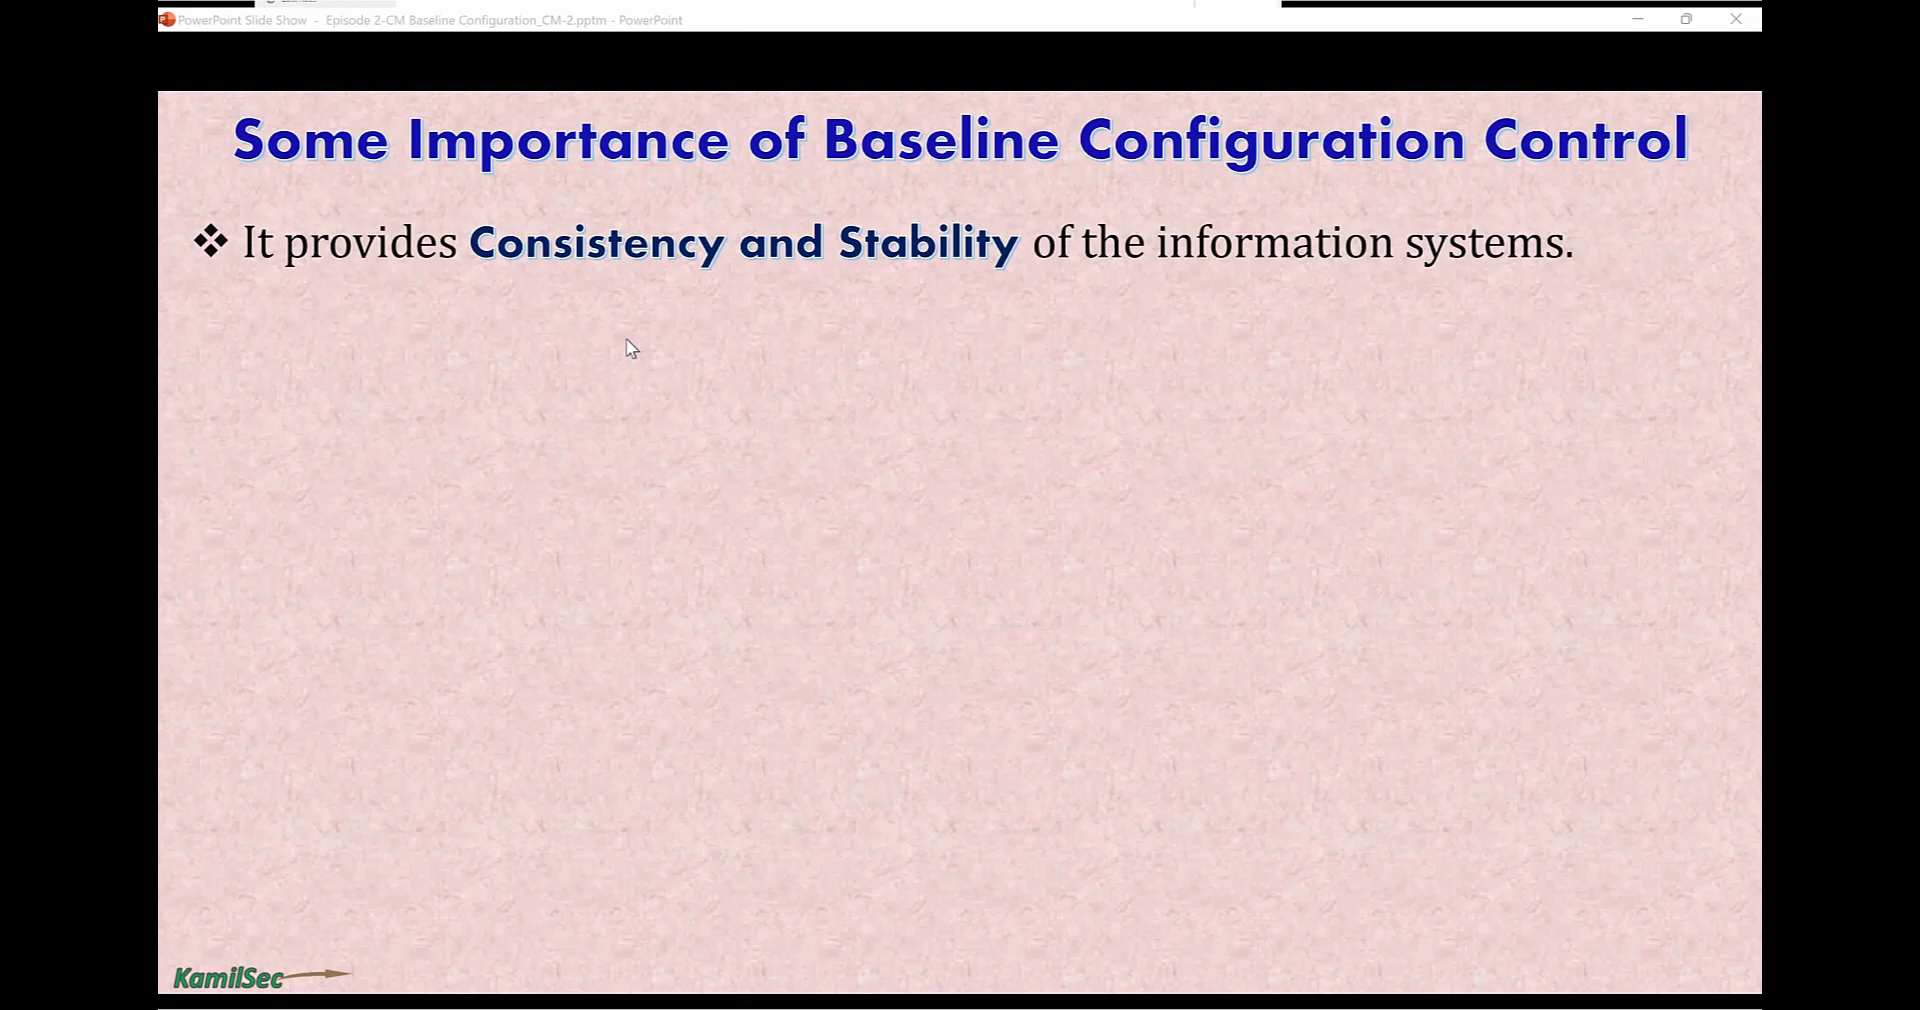 PowerPoint Slide Show - Episode 2-CM Baseline Configuration_CM-2.pptm - PowerPoint
Some Importance of Baseline Configuration Control
❖ It provides Consistency and Stability of the information systems.
KamilSec